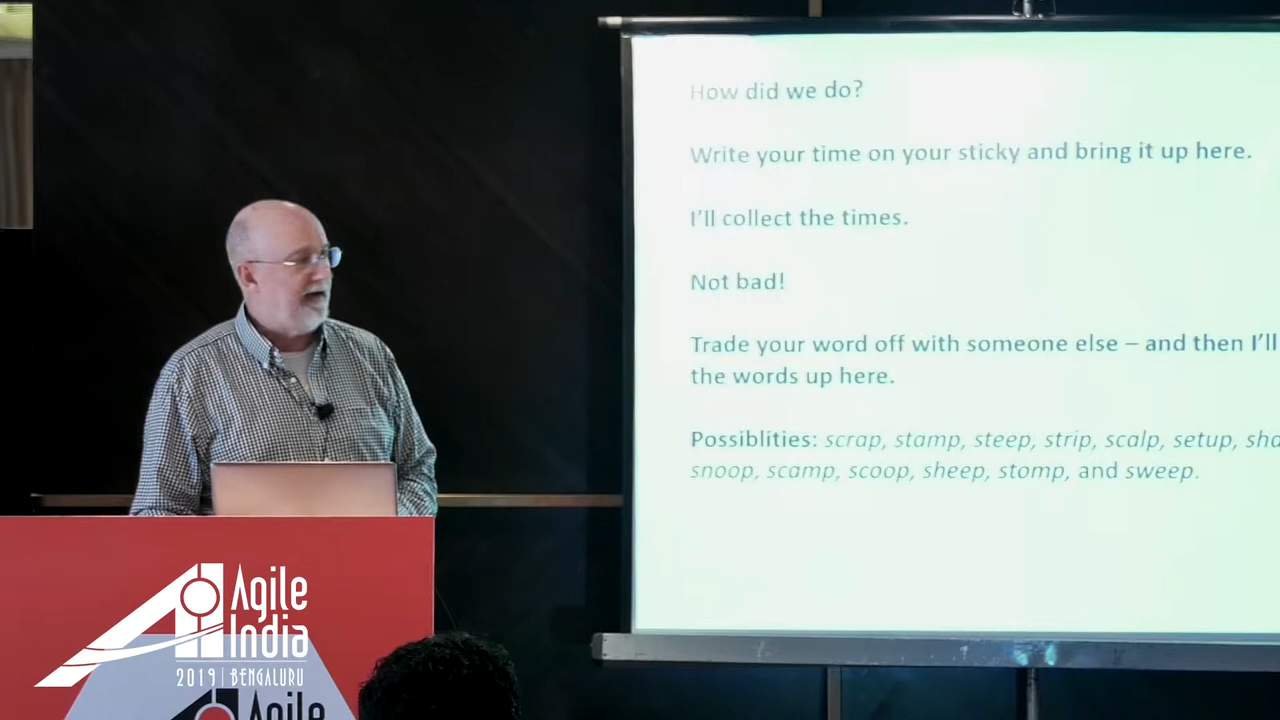 How did we do?
Write your time on your sticky and bring it up here.
I'll collect the times.
Not bad!
Trade your word off with someone else – and then I'll
the words up here.
Possiblities: scrap, stamp, steep, strip, scalp, setup,
snoop, scamp, scoop, sheep, stomp, and sweep.
Agile
India
2019 | BENGALURU
Agile